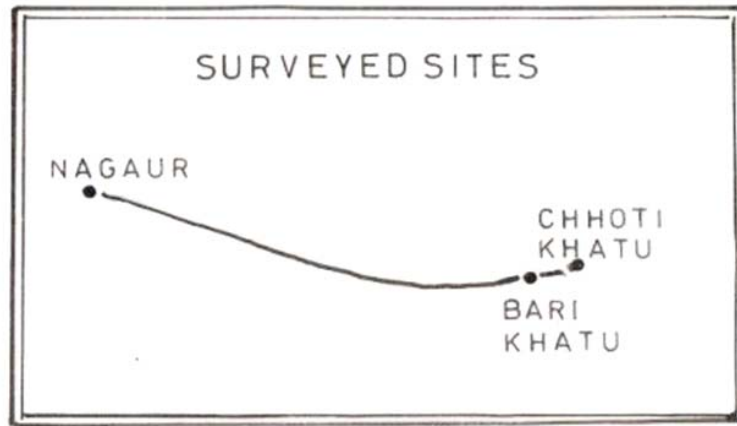 SURVEYED SITES
NAGAUR
CHHOTI
KHATU
BARI
KHATU